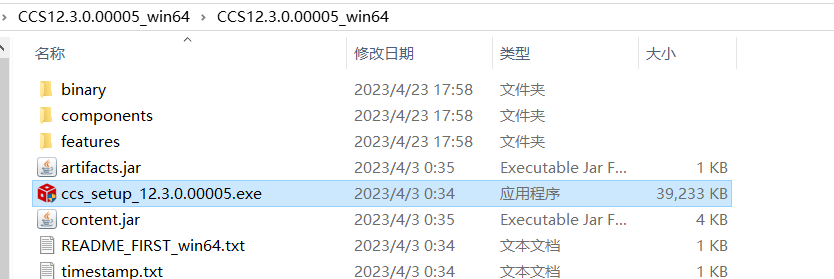 CCS12.3.0.00005_win64 > CCS12.3.0.00005_win64
名称 修改日期 类型 大小
binary 2023/4/23 17:58 文件夹
components 2023/4/23 17:58 文件夹
features 2023/4/23 17:58 文件夹
artifacts.jar 2023/4/3 0:35 Executable Jar F... 1 KB
ccs_setup_12.3.0.00005.exe 2023/4/3 0:34 应用程序 39,233 KB
content.jar 2023/4/3 0:35 Executable Jar F... 4 KB
README_FIRST_win64.txt 2023/4/3 0:34 文本文档 1 KB
timestamp.txt 2023/4/3 0:34 文本文档 1 KB